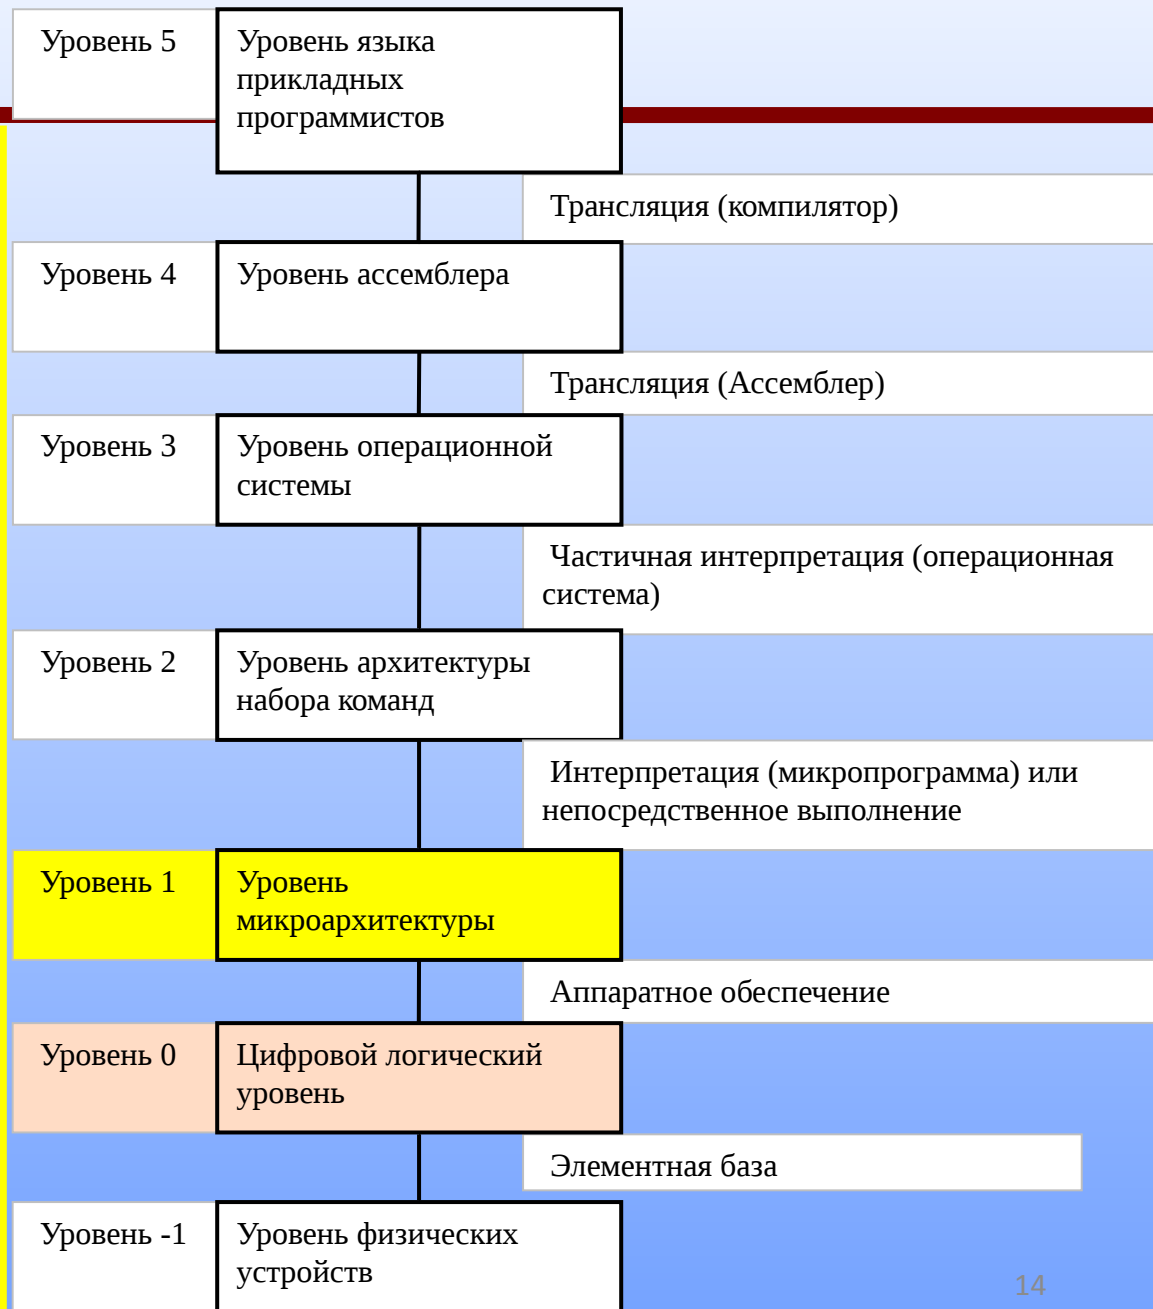 Уровень 5
Уровень языка
прикладных
программистов
Трансляция (компилятор)
Уровень 4
Уровень ассемблера
Трансляция (Ассемблер)
Уровень 3
Уровень операционной
системы
Частичная интерпретация (операционная
система)
Уровень 2
Уровень архитектуры
набора команд
Интерпретация (микропрограмма) или
непосредственное выполнение
Уровень 1
Уровень
микроархитектуры
Аппаратное обеспечение
Уровень 0
Цифровой логический
уровень
Элементная база
Уровень -1
Уровень физических
устройств
14